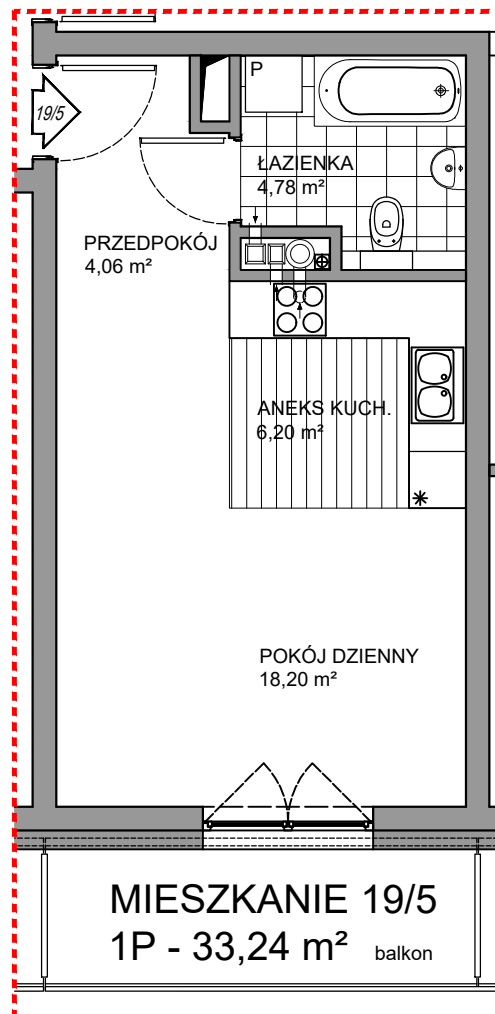 19/5
P
ŁAZIENKA
4,78 m²
PRZEDPOKÓJ
4,06 m²
ANEKS KUCH.
6,20 m²
POKÓJ DZIENNY
18,20 m²
MIESZKANIE 19/5
1P - 33,24 m² balkon